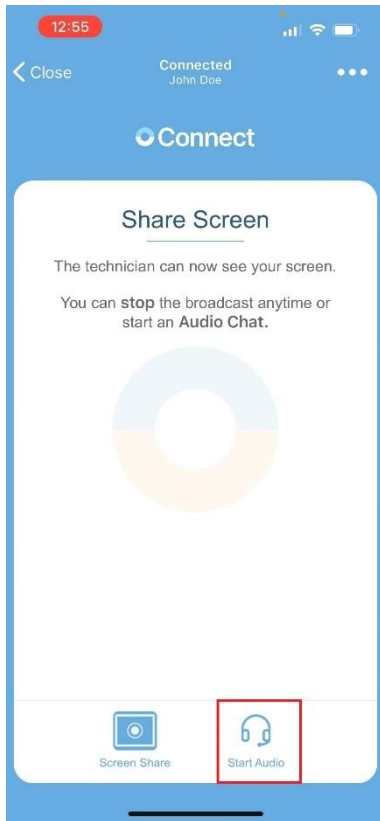 12:55
Close
Connected
John Doe
Connect
Share Screen
The technician can now see your screen.
You can stop the broadcast anytime or
start an Audio Chat.
Screen Share
Start Audio